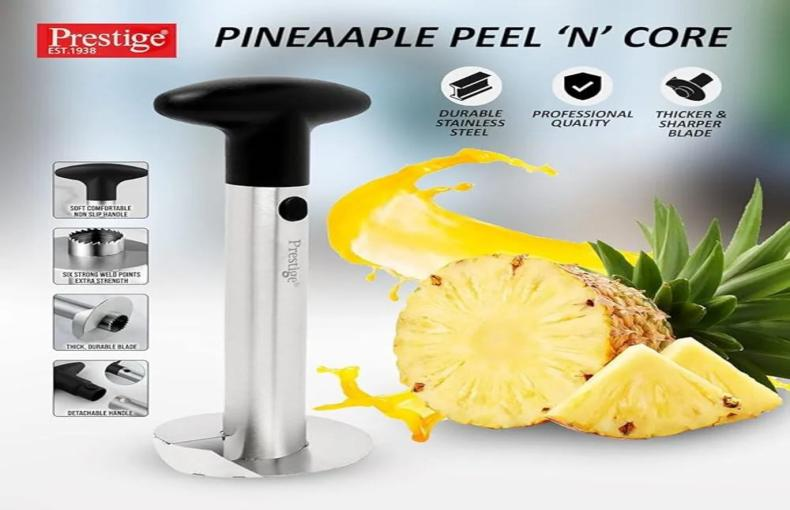 Prestige®
EST.1938
PINEAAPLE PEEL ‘N’ CORE
DURABLE
STAINLESS
STEEL
PROFESSIONAL
QUALITY
THICKER &
SHARPER
BLADE
SOFT COMFORTABLE
NON SLIP HANDLE
SIX STRONG WELD POINTS
EXTRA STRENGTH
THICK, DURABLE BLADE
DETACHABLE HANDLE
Prestige®